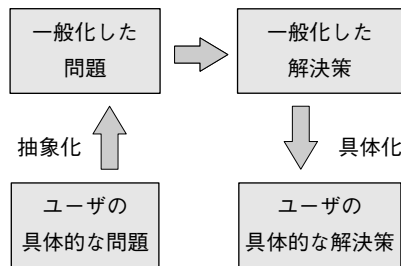 一般化した
問題
一般化した
解決策
抽象化
具体化
ユーザの
具体的な問題
ユーザの
具体的な解決策